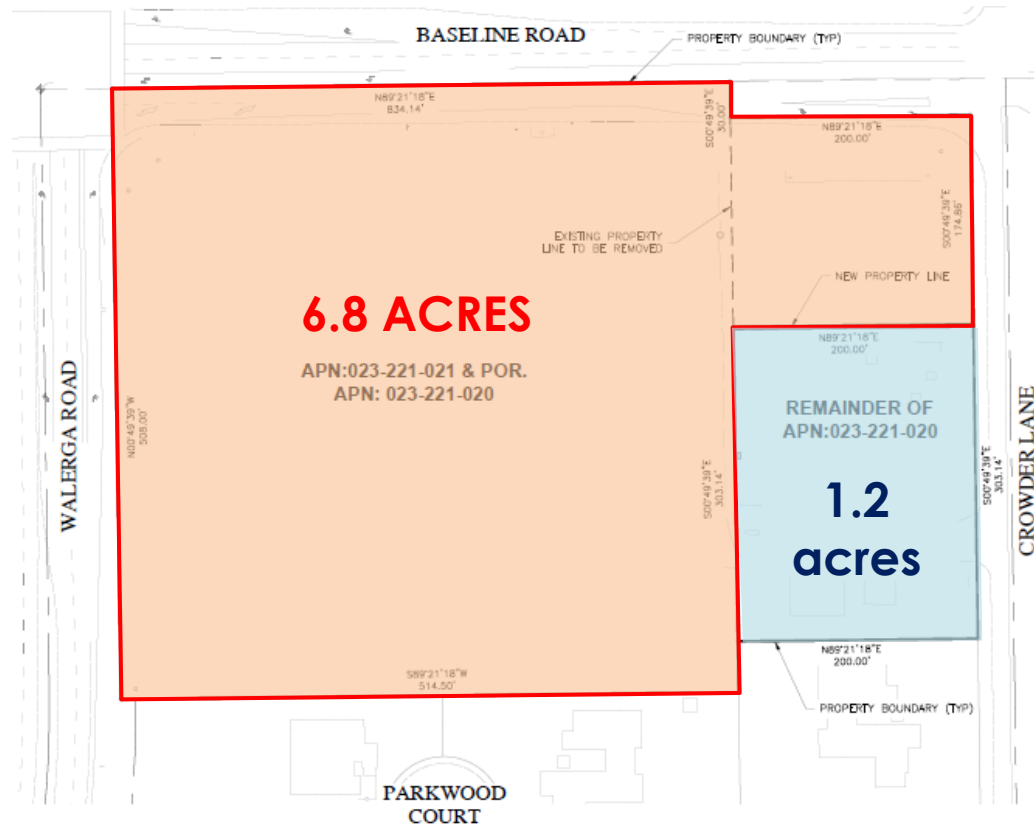 BASELINE ROAD
PROPERTY BOUNDARY (TYP)
N89°21'18"E
834.14'
S00°49'39"E
30.00'
N89°21'18"E
200.00'
S00°49'39"E
174.86'
EXISTING PROPERTY
LINE TO BE REMOVED
NEW PROPERTY LINE
6.8 ACRES
APN:023-221-021 & POR.
APN: 023-221-020
N89°21'18"E
200.00'
REMAINDER OF
APN:023-221-020
1.2
acres
WALERGA ROAD
N00°49'39"W
508.00'
S00°49'39"E
303.14'
S00°49'39"E
303.14'
CROWDER LANE
N89°21'18"E
200.00'
S89°21'18"W
514.50'
PROPERTY BOUNDARY (TYP)
PARKWOOD
COURT